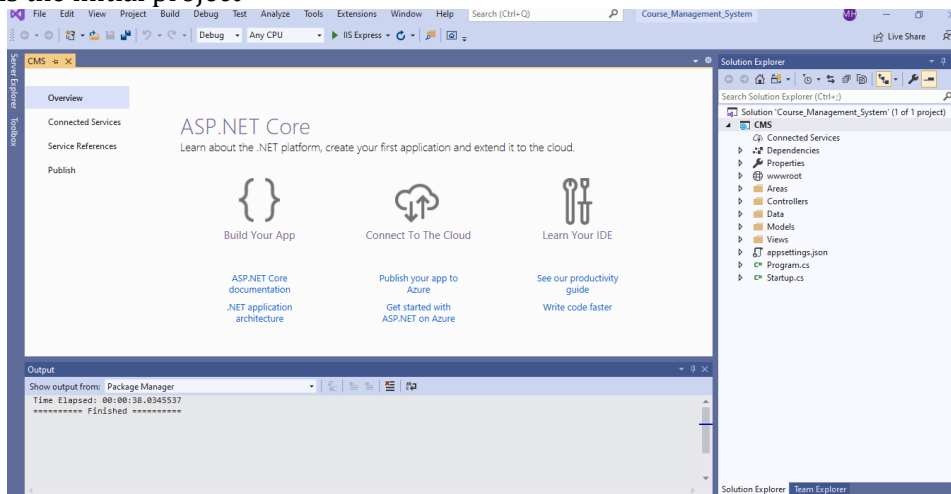 s the initial project
File Edit View Project Build Debug Test Analyze Tools Extensions Window Help Search (Ctrl+Q) Course_Management_System MH
Debug Any CPU IIS Express Live Share
Server Explorer
Toolbox
CMS
Overview
Connected Services
Service References
Publish
ASP.NET Core
Learn about the .NET platform, create your first application and extend it to the cloud.
Build Your App
Connect To The Cloud
Learn Your IDE
ASP.NET Core
documentation
.NET application
architecture
Publish your app to
Azure
Get started with
ASP.NET on Azure
See our productivity
guide
Write code faster
Output
Show output from: Package Manager
Time Elapsed: 00:00:38.0345537
========== Finished ==========
Solution Explorer
Search Solution Explorer (Ctrl+;)
Solution 'Course_Management_System' (1 of 1 project)
CMS
Connected Services
Dependencies
Properties
wwwroot
Areas
Controllers
Data
Models
Views
appsettings.json
C# Program.cs
C# Startup.cs
Solution Explorer Team Explorer